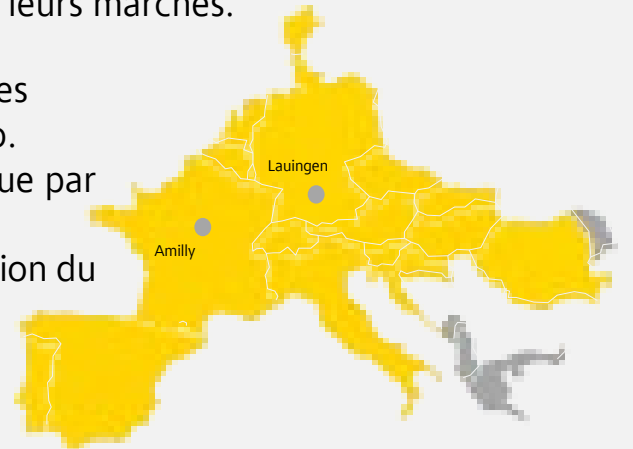 leurs marchés.
es
o.
ue par
ion du
Lauingen
Amilly